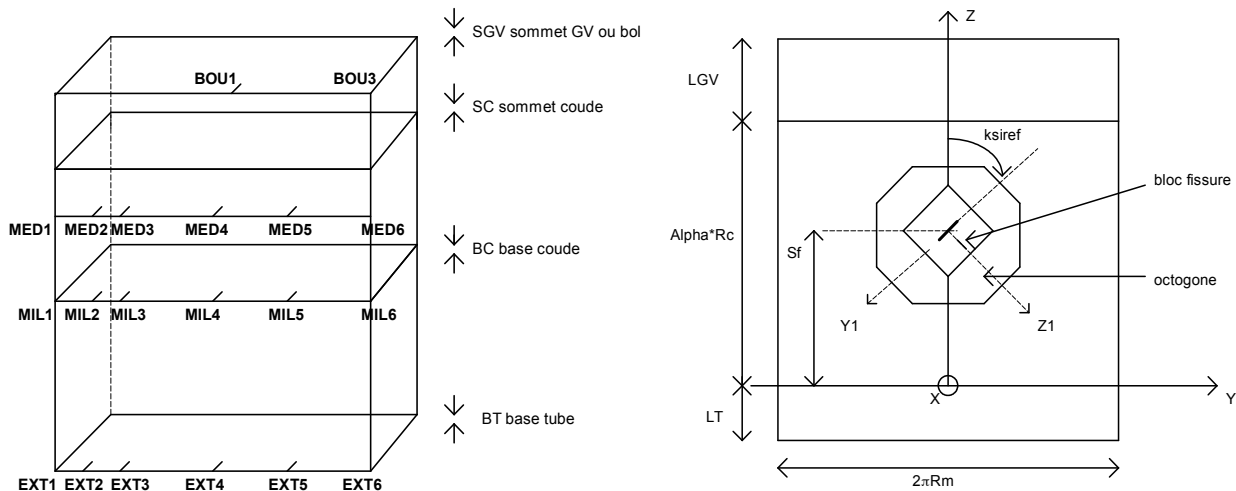 SGV sommet GV ou bol
BOU1 BOU3
SC sommet coude
MED1 MED2 MED3 MED4 MED5 MED6
BC base coude
MIL1 MIL2 MIL3 MIL4 MIL5 MIL6
BT base tube
EXT1 EXT2 EXT3 EXT4 EXT5 EXT6
Z
LGV
ksiref
bloc fissure
Alpha*Rc
Sf
octogone
Y1
Z1
X
Y
LT
2πRm